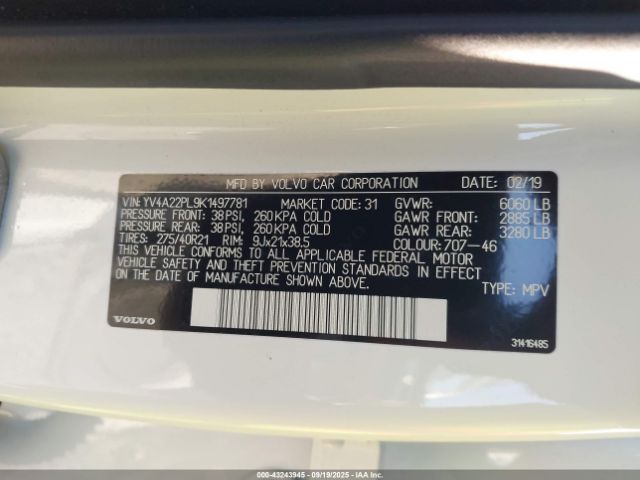 MFD BY VOLVO CAR CORPORATION DATE: 02/19
VIN: YV4A22PL9K1497781 MARKET CODE: 31 GVWR: 6060 LB
PRESSURE FRONT: 38 PSI, 260 KPA COLD GAWR FRONT: 2885 LB
PRESSURE REAR: 38 PSI, 260 KPA COLD GAWR REAR: 3280 LB
TIRES: 275/40R21 RIM: 9Jx21x38.5 COLOUR: 707-46
THIS VEHICLE CONFORMS TO ALL APPLICABLE FEDERAL MOTOR
VEHICLE SAFETY AND THEFT PREVENTION STANDARDS IN EFFECT
ON DATE OF MANUFACTURE SHOWN ABOVE.
TYPE: MPV
VOLVO
31416485
000-43243945 - 09/19/2025 - IAA Inc.